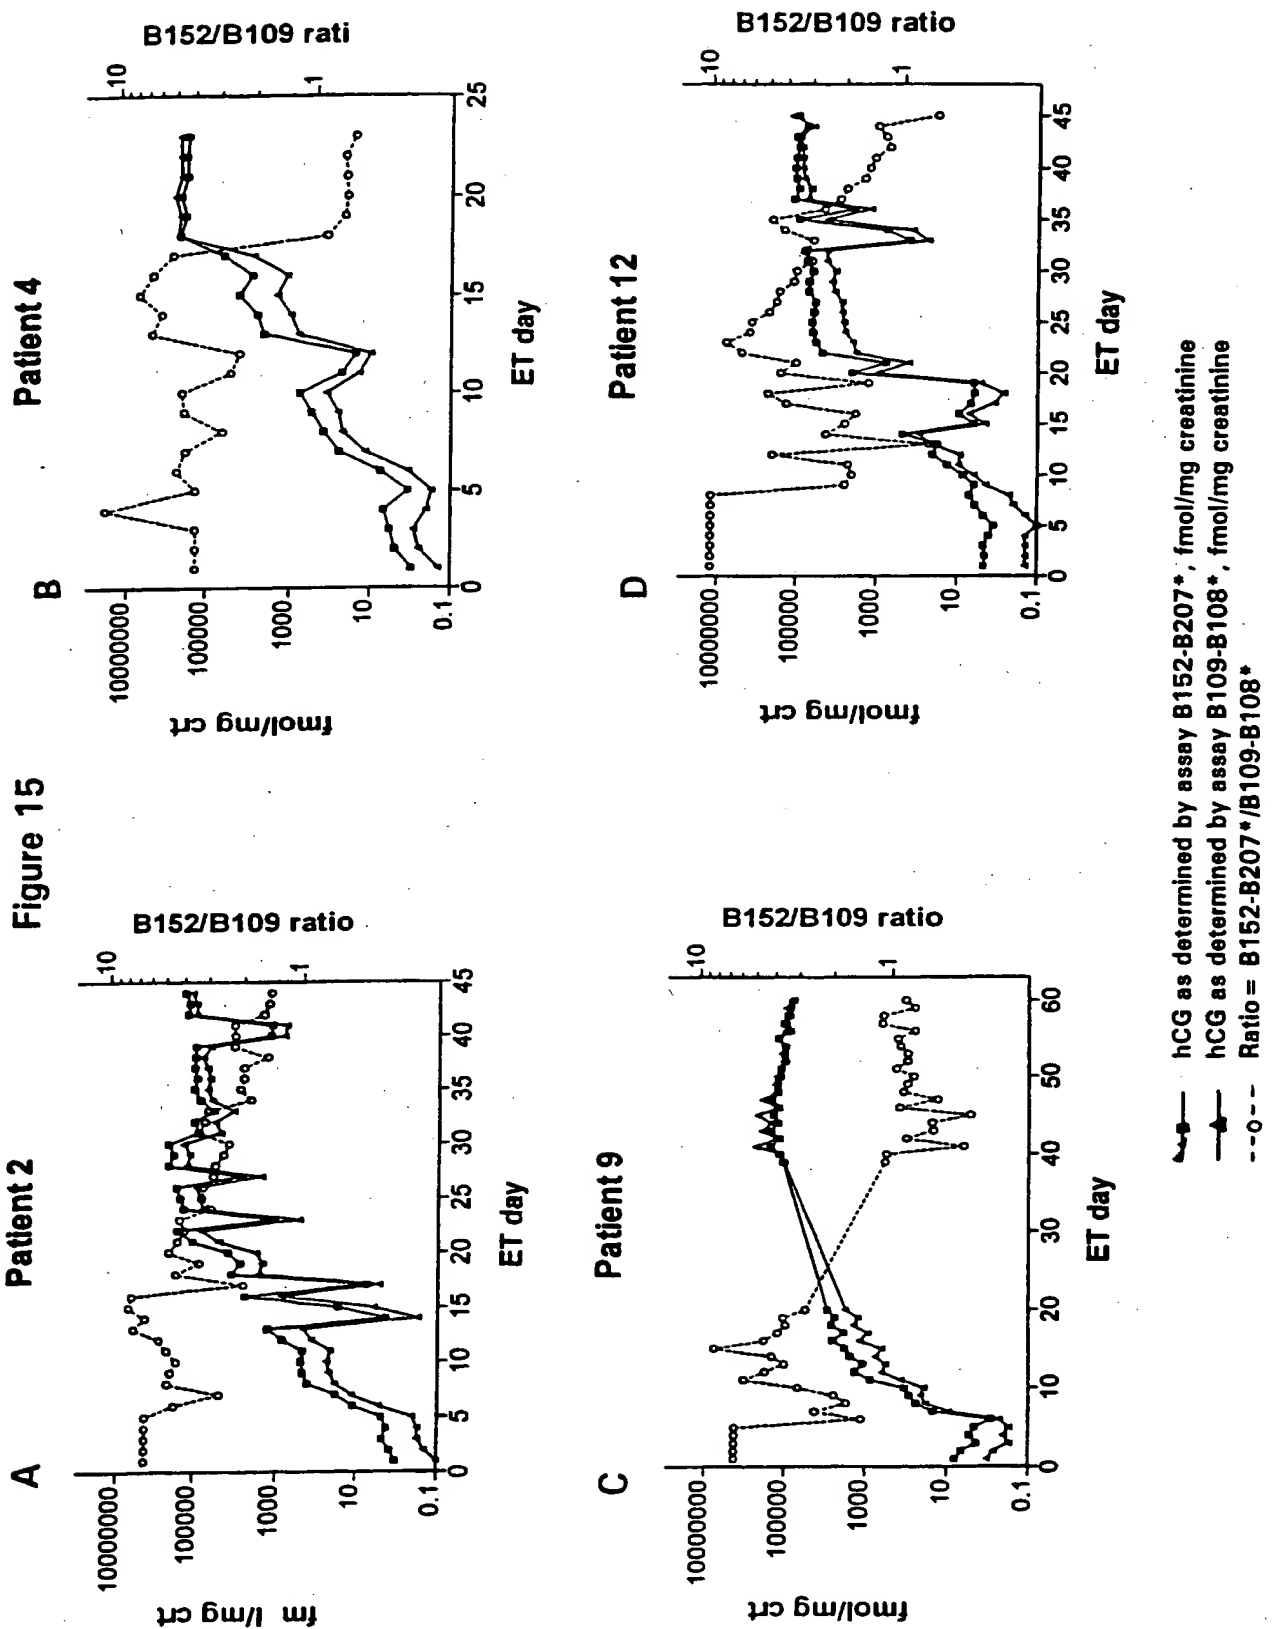 Figure 15
A
Patient 2
fm l/mg crt
1000000
100000
1000
10
0.1
0 5 10 15 20 25 30 35 40 45
ET day
10
1
B152/B109 ratio
B
Patient 4
fmol/mg crt
1000000
100000
1000
10
0.1
0 5 10 15 20 25
ET day
10
1
B152/B109 rati
C
Patient 9
fmol/mg crt
1000000
100000
1000
10
0.1
0 10 20 30 40 50 60
ET day
10
1
B152/B109 ratio
D
Patient 12
fmol/mg crt
1000000
100000
1000
10
0.1
0 5 10 15 20 25 30 35 40 45
ET day
10
1
B152/B109 ratio
hCG as determined by assay B152-B207*, fmol/mg creatinine
hCG as determined by assay B109-B108*, fmol/mg creatinine
Ratio = B152-B207*/B109-B108*